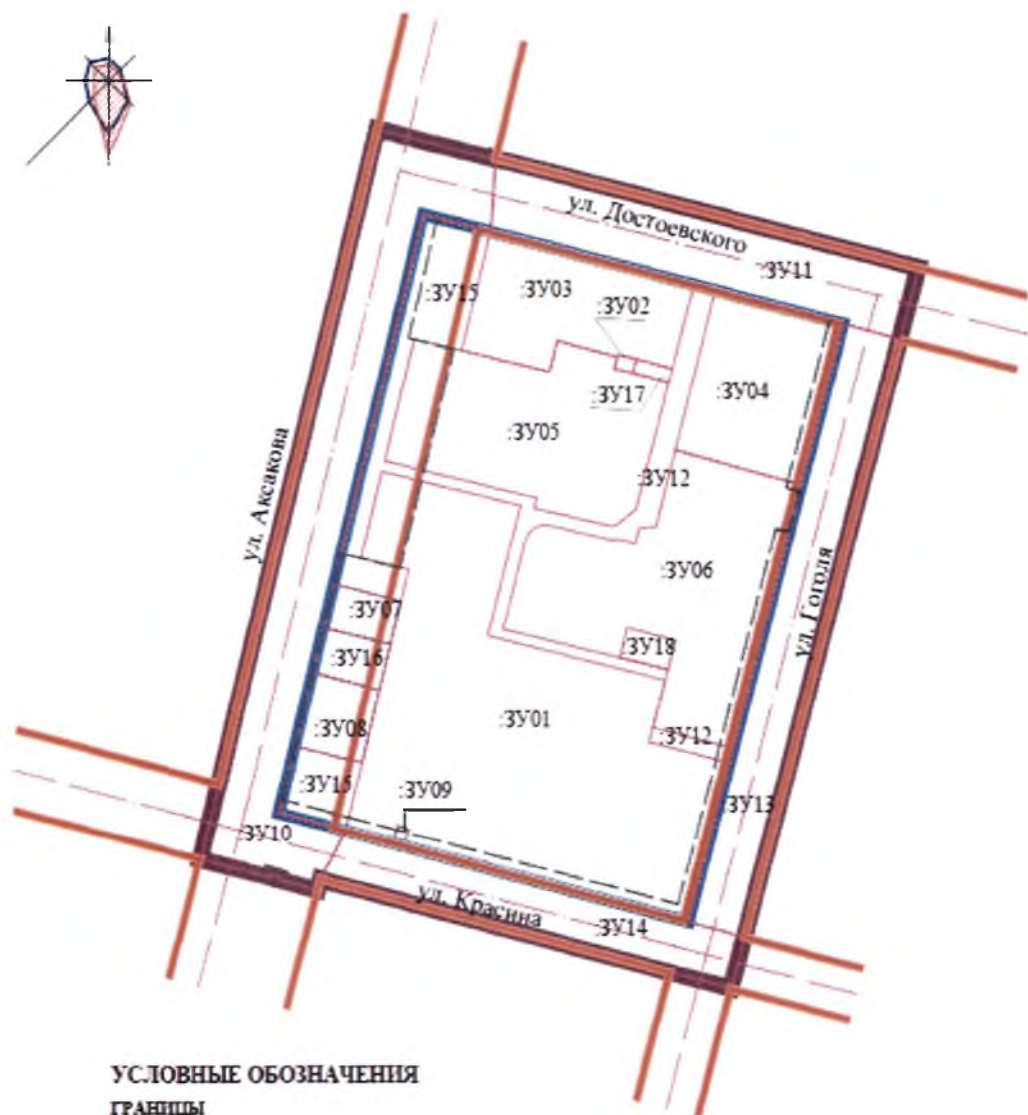 ул. Достоевского
:ЗУ11
:ЗУ15
:ЗУ03
:ЗУ02
:ЗУ17
:ЗУ04
:ЗУ05
:ЗУ12
ул. Аксакова
:ЗУ06
ул. Гоголя
:ЗУ07
:ЗУ18
:ЗУ16
:ЗУ01
:ЗУ08
:ЗУ12
:ЗУ15
:ЗУ09
:ЗУ13
:ЗУ10
ул. Красина
:ЗУ14
УСЛОВНЫЕ ОБОЗНАЧЕНИЯ
ГРАНИЦЫ